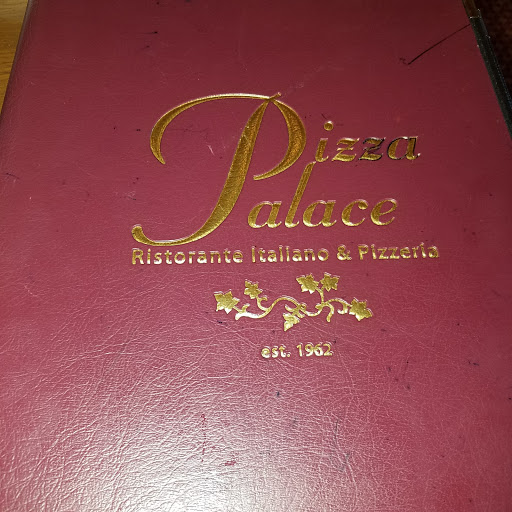 Pizza
Palace
Ristorante Italiano & Pizzeria
est. 1962